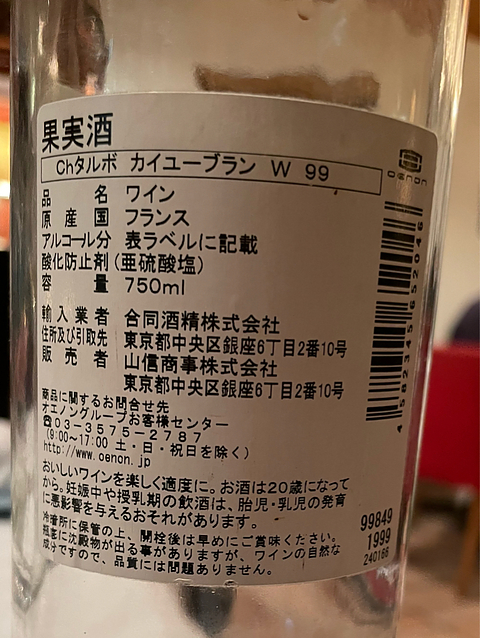 果実酒
Chタルボ カイユーブラン W 99
oenon
品名 ワイン
原産国 フランス
アルコール分 表ラベルに記載
酸化防止剤(亜硫酸塩)
容量 750ml
輸入業者 合同酒精株式会社
住所及び引取先 東京都中央区銀座6丁目2番10号
販売者 山信商事株式会社
東京都中央区銀座6丁目2番10号
商品に関するお問合せ先
オエノングループお客様センター
☎03-3575-2787
(9:00~17:00 土・日・祝日を除く)
http://www.oenon.jp
おいしいワインを楽しく適度に。お酒は20歳になって
から。妊娠中や授乳期の飲酒は、胎児・乳児の発育
に悪影響を与えるおそれがあります。
冷暗所に保管の上、開栓後は早めにご賞味ください。
瓶底に沈殿物が出る事がありますが、ワインの自然な
成分ですので、品質には問題ありません。
99849
1999
240166
4 582345 652046